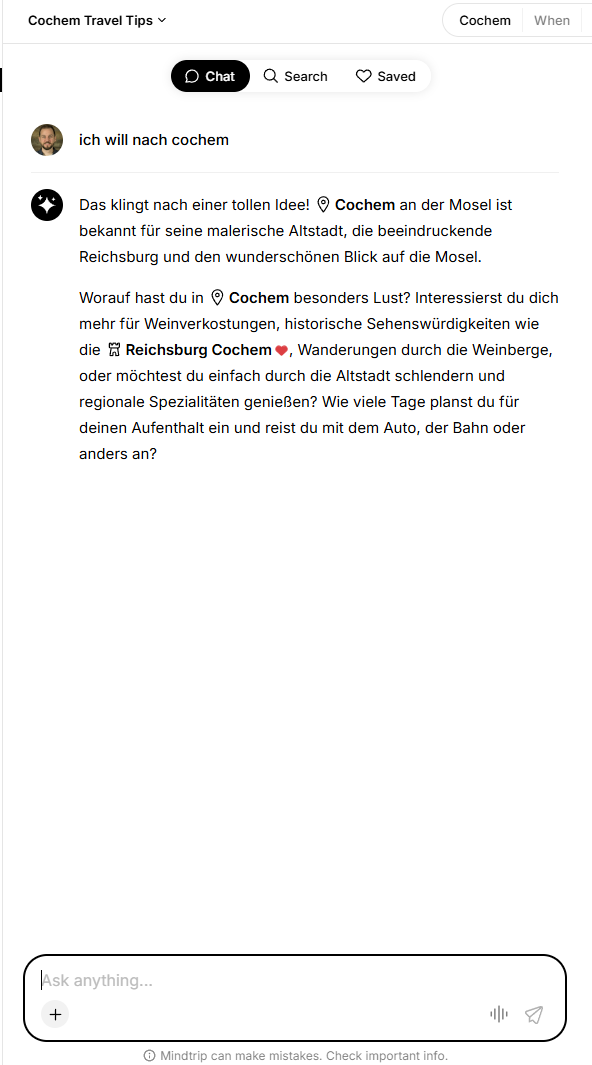 Cochem Travel Tips
Cochem
When
Chat
Search
Saved
ich will nach cochem
Das klingt nach einer tollen Idee! Cochem an der Mosel ist
bekannt für seine malerische Altstadt, die beeindruckende
Reichsburg und den wunderschönen Blick auf die Mosel.
Worauf hast du in Cochem besonders Lust? Interessierst du dich
mehr für Weinverkostungen, historische Sehenswürdigkeiten wie
die Reichsburg Cochem, Wanderungen durch die Weinberge,
oder möchtest du einfach durch die Altstadt schlendern und
regionale Spezialitäten genießen? Wie viele Tage planst du für
deinen Aufenthalt ein und reist du mit dem Auto, der Bahn oder
anders an?
Ask anything...
Mindtrip can make mistakes. Check important info.